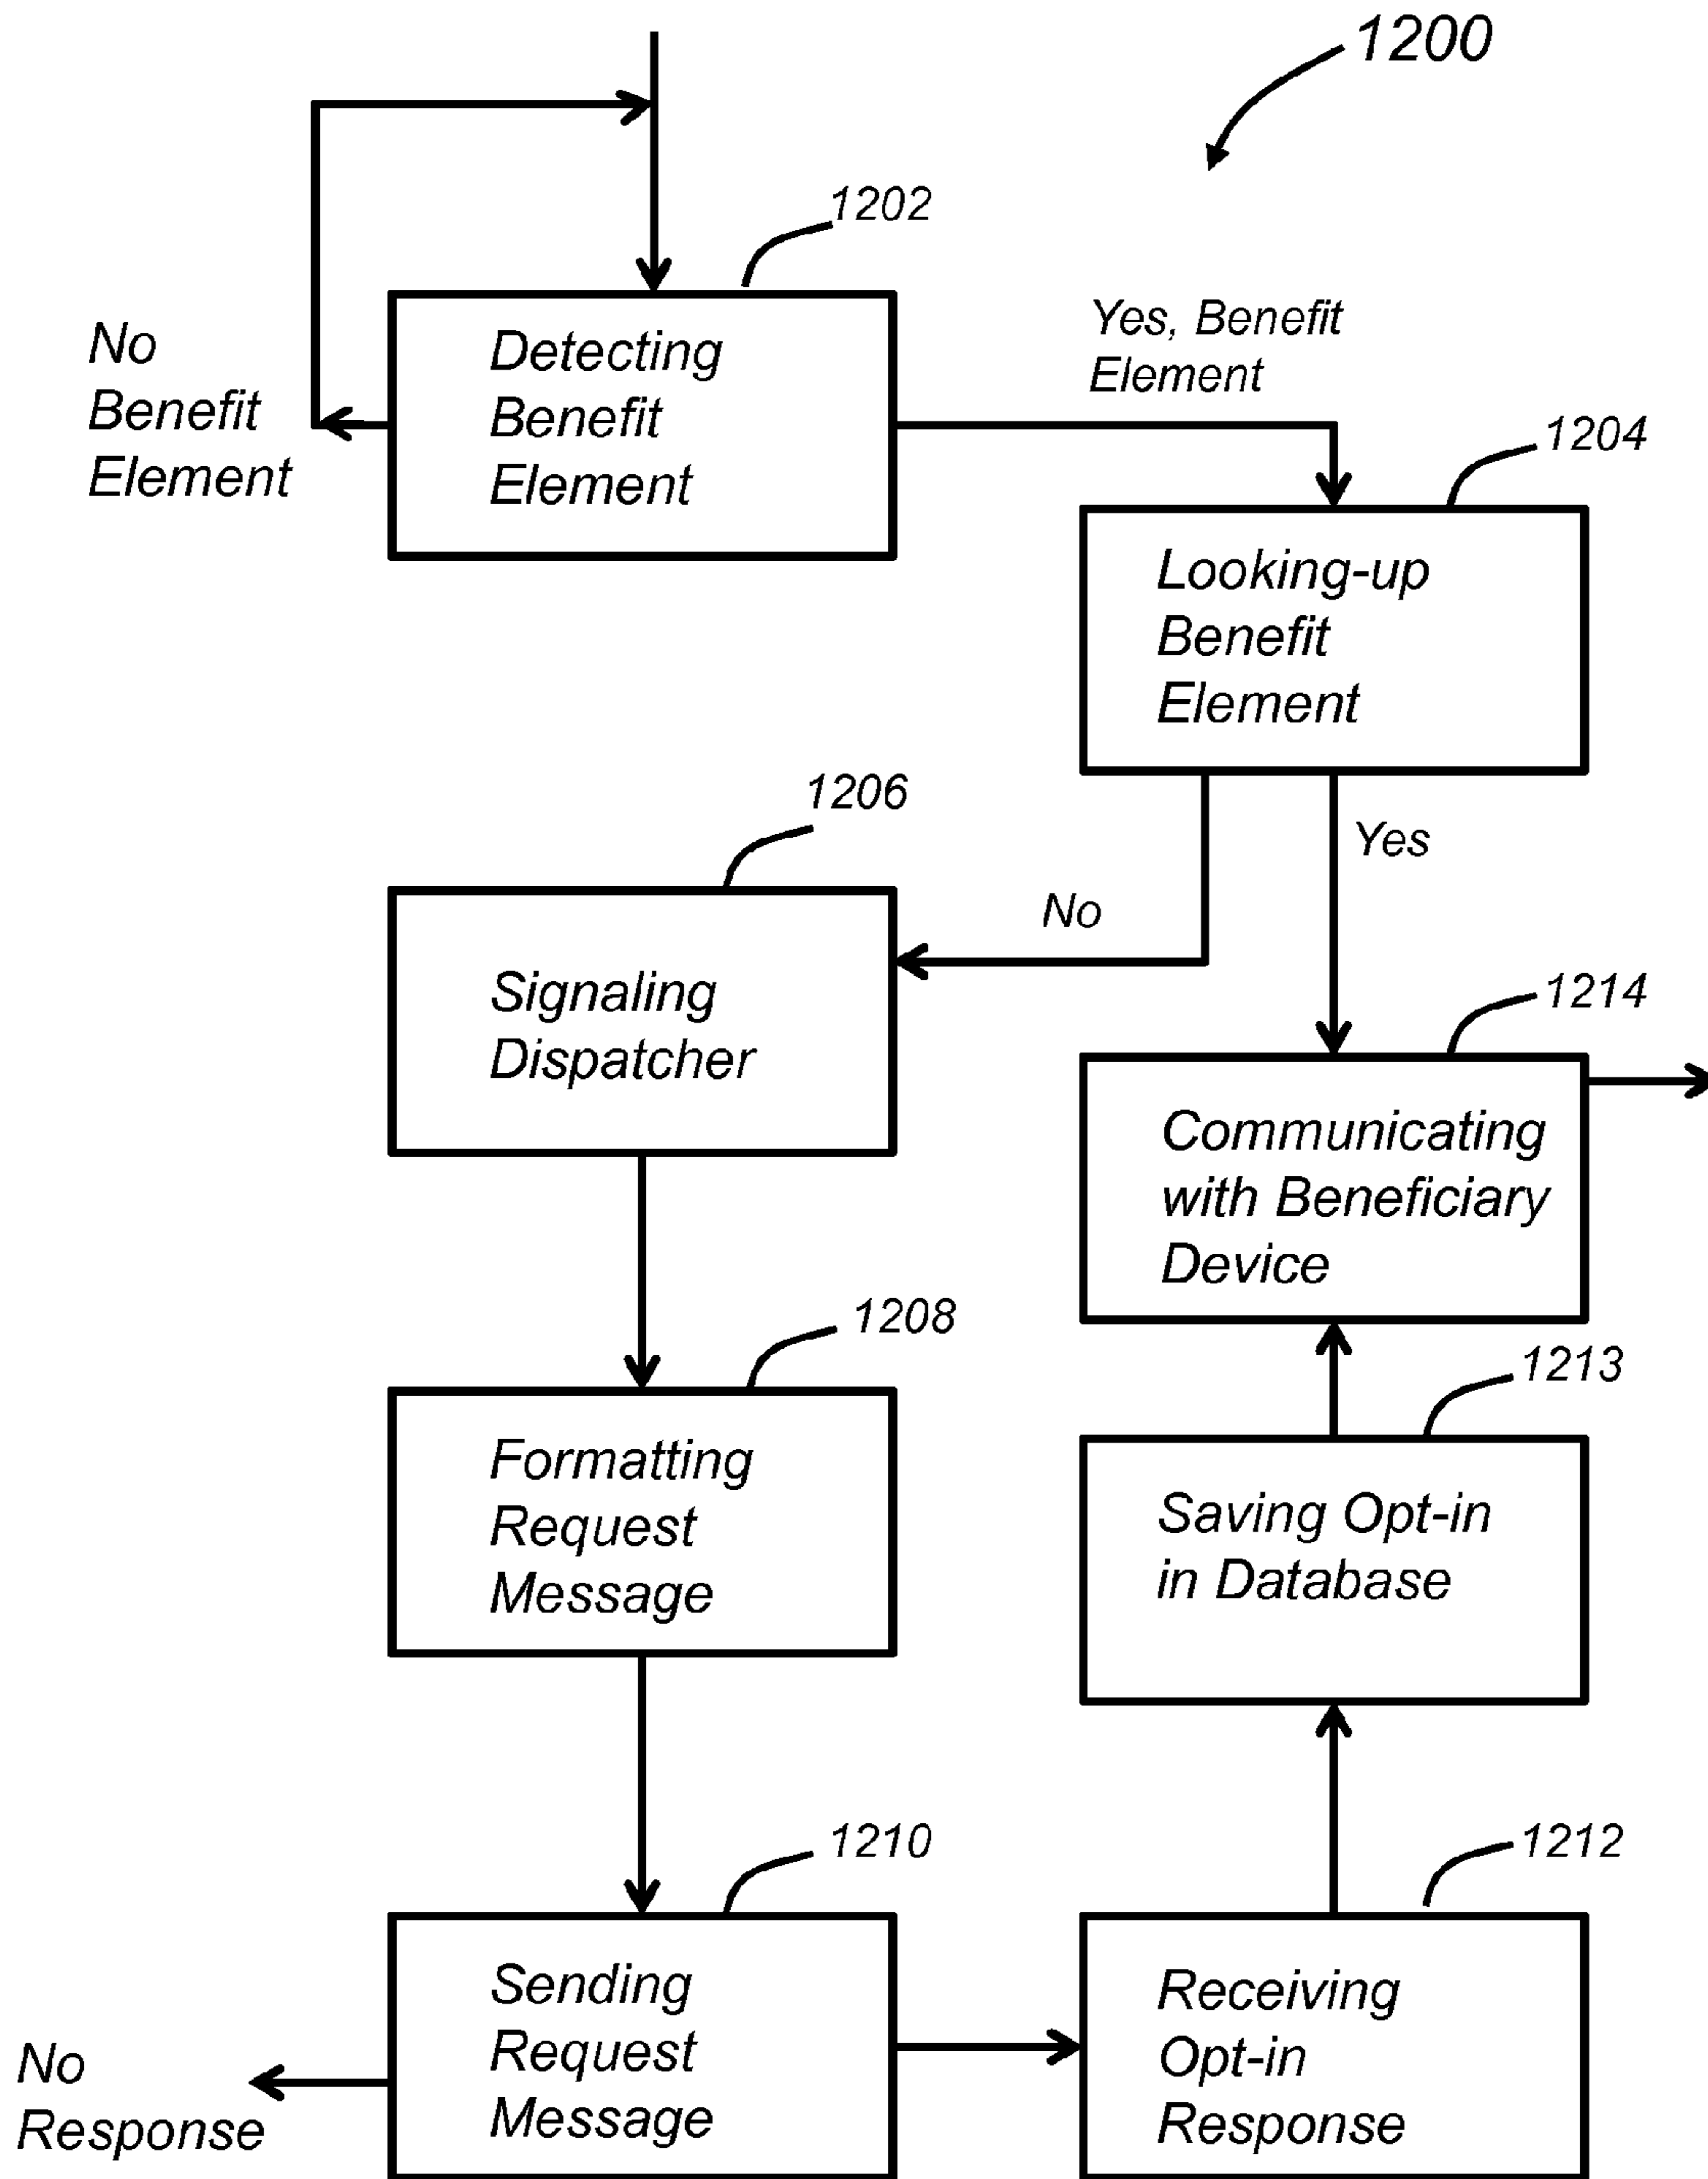 1200
1202
No
Benefit
Element
Detecting
Benefit
Element
Yes, Benefit
Element
1204
Looking-up
Benefit
Element
1206
Yes
No
Signaling
Dispatcher
1214
Communicating
with Beneficiary
Device
1208
Formatting
Request
Message
1213
Saving Opt-in
in Database
1210
Sending
Request
Message
No
Response
1212
Receiving
Opt-in
Response